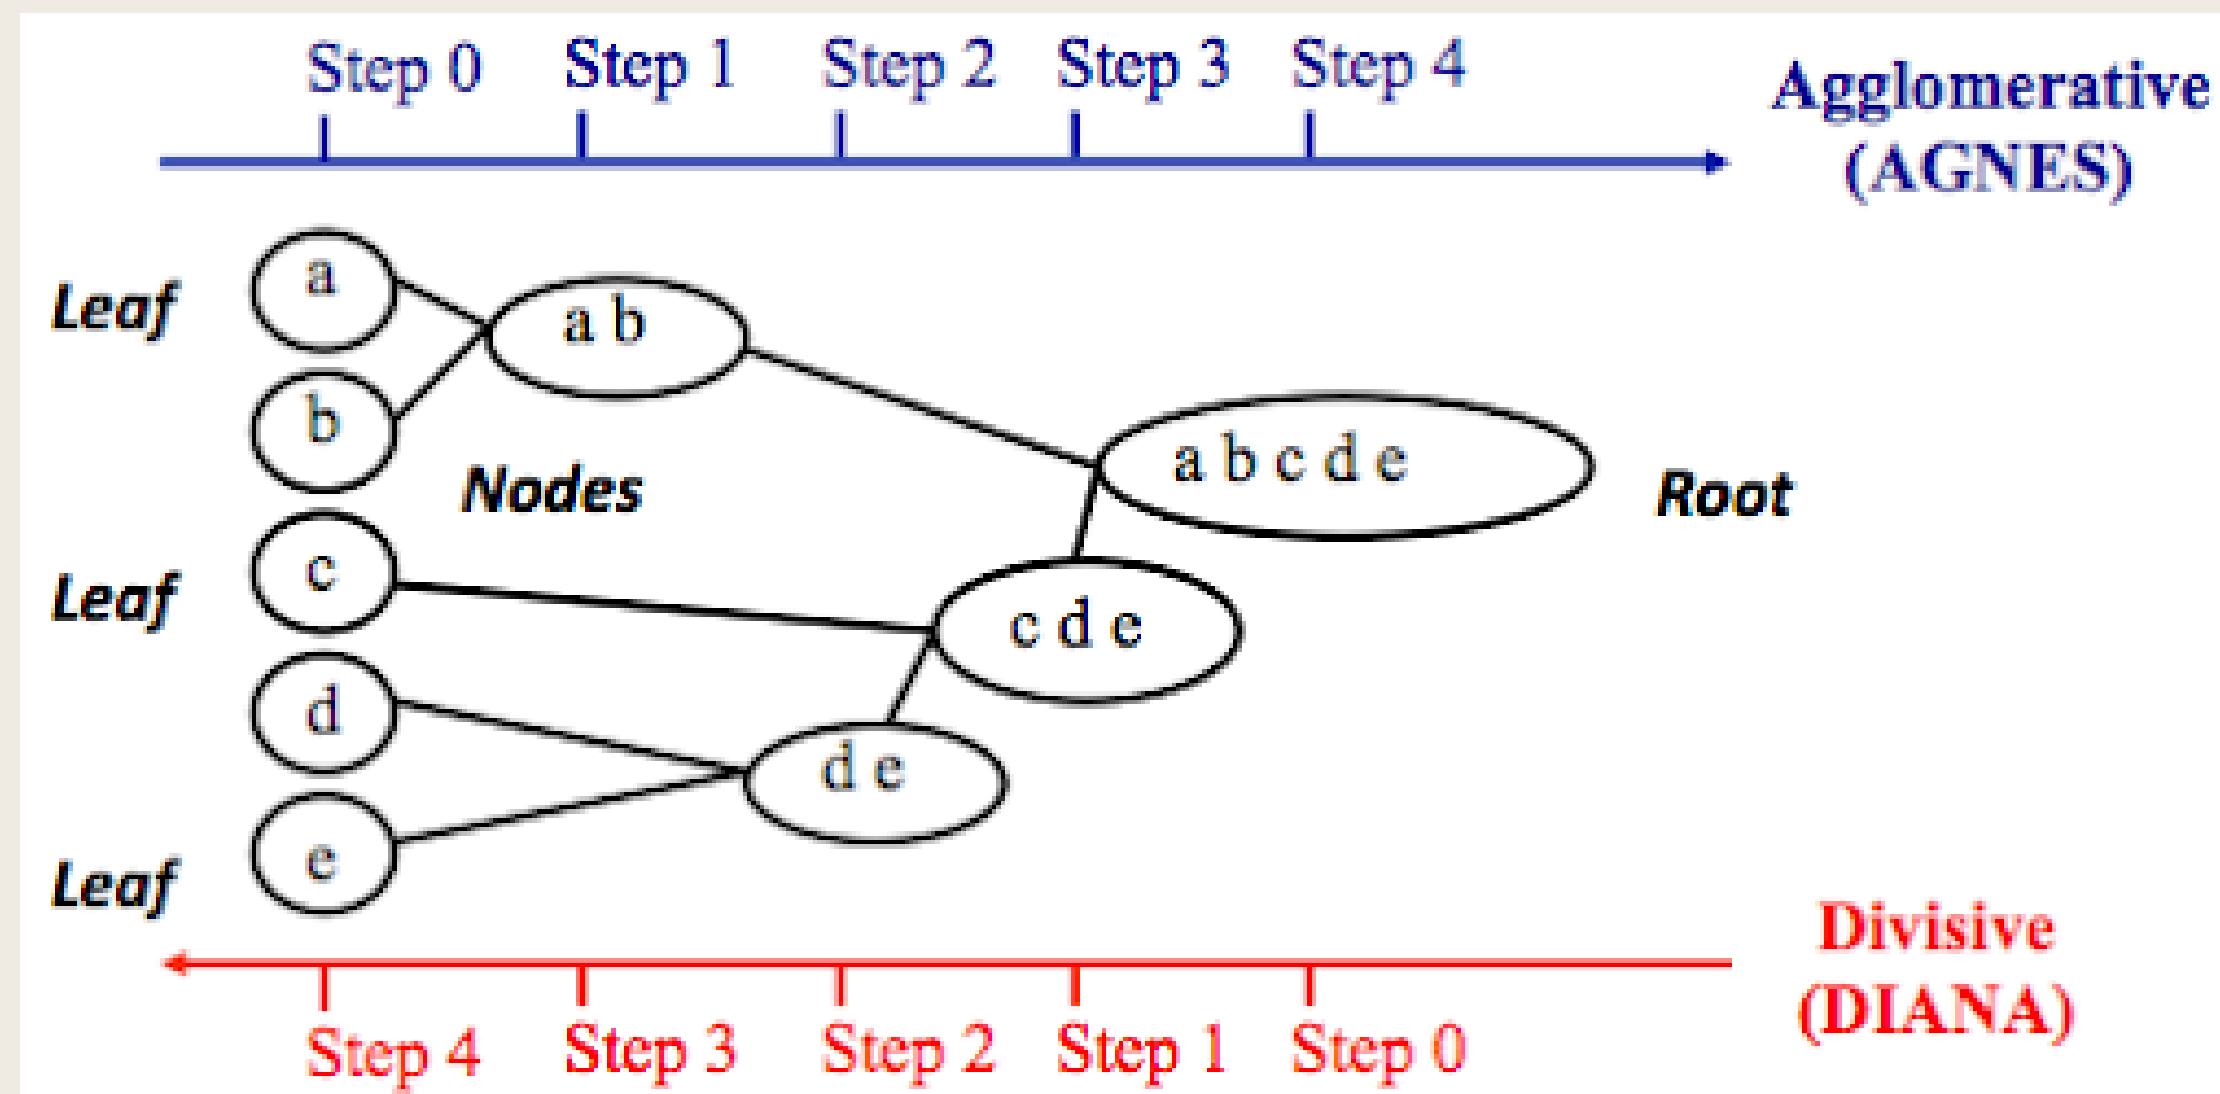 Step 0 Step 1 Step 2 Step 3 Step 4
Agglomerative
(AGNES)
Leaf
a
a b
b
Nodes
a b c d e
Root
c
Leaf
c d e
d
d e
e
Leaf
Divisive
(DIANA)
Step 4 Step 3 Step 2 Step 1 Step 0